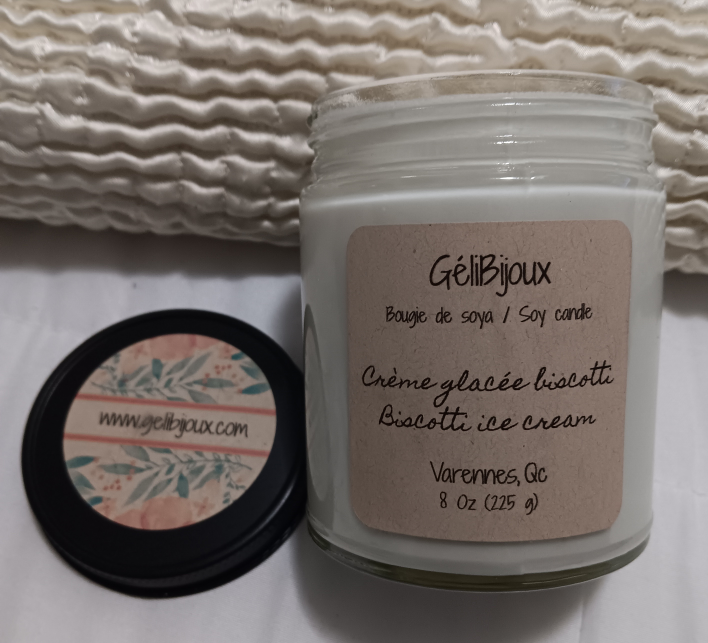 GéliBijoux
Bougie de soya / Soy candle
Crème glacée biscotti
Biscotti ice cream
Varennes, Qc
8 Oz (225 g)
www.gelibijoux.com